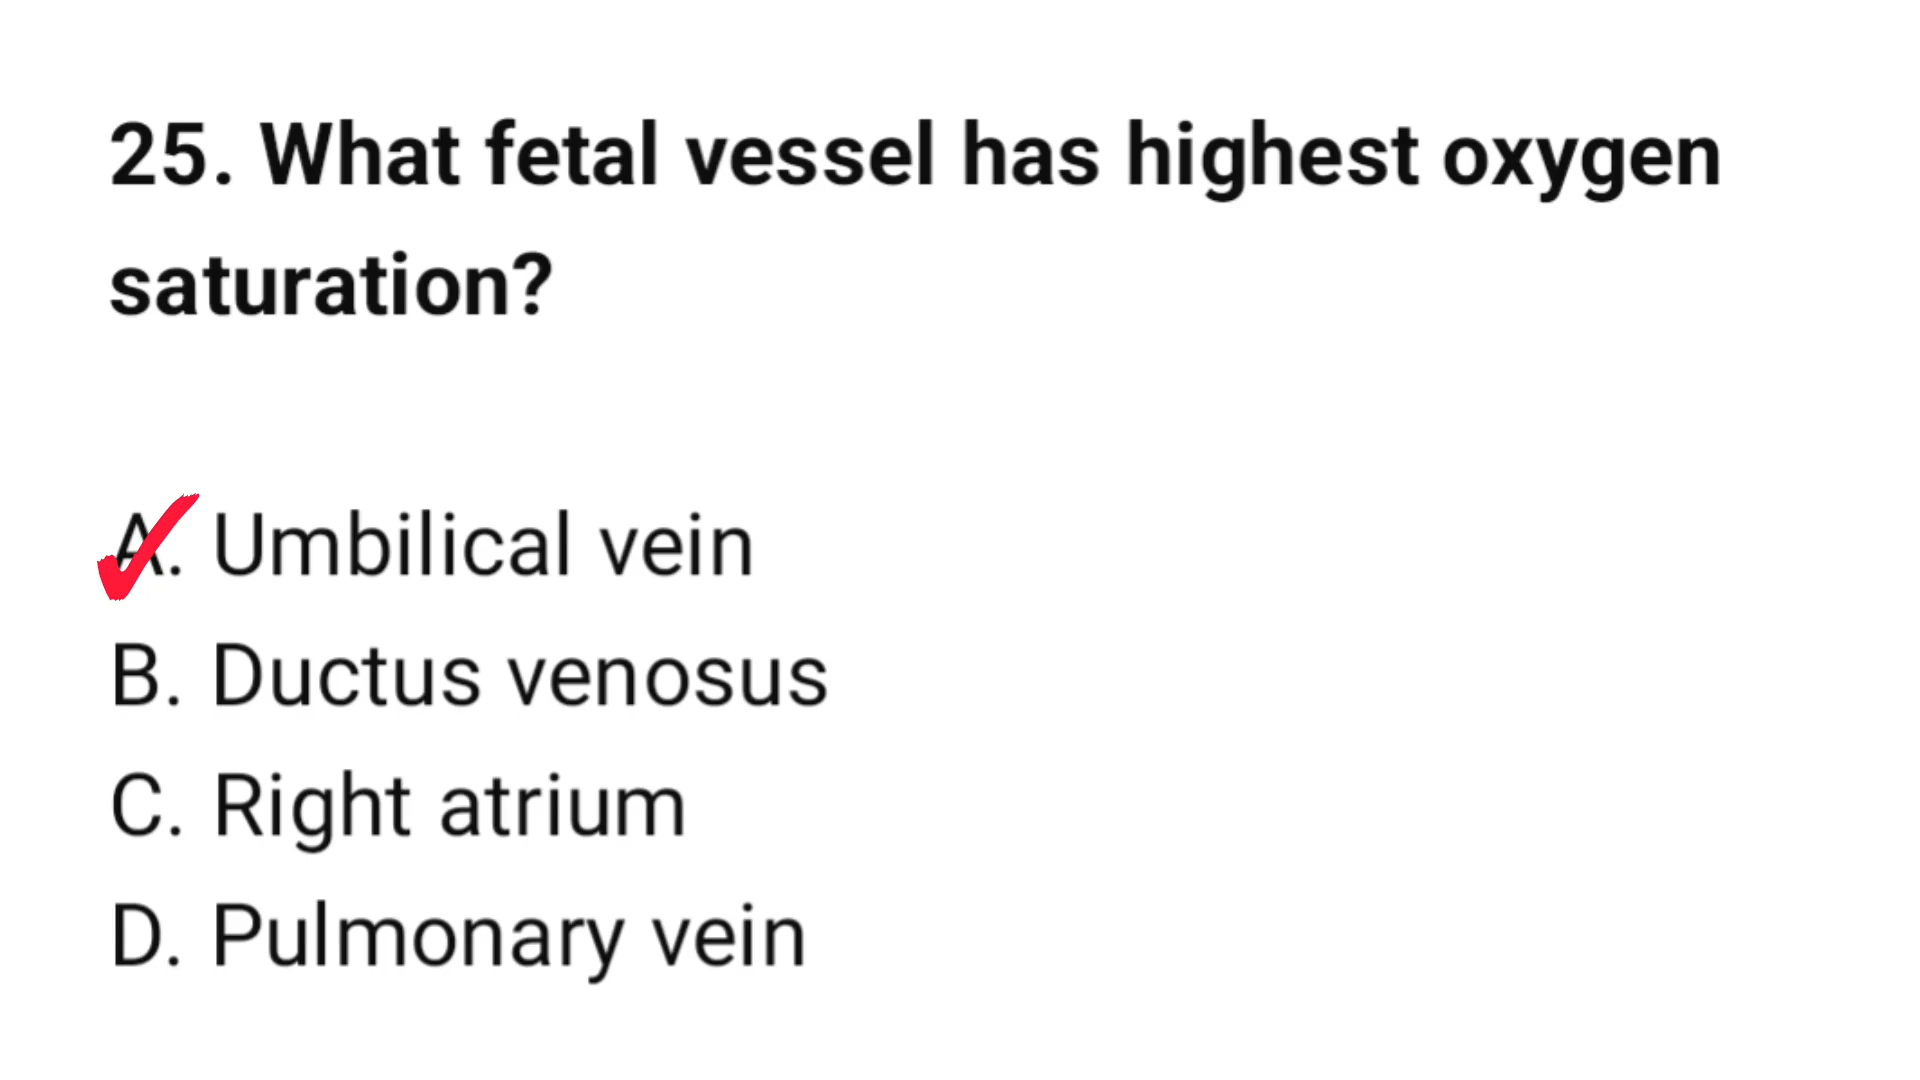 25. What fetal vessel has highest oxygen
saturation?
A. Umbilical vein
B. Ductus venosus
C. Right atrium
D. Pulmonary vein